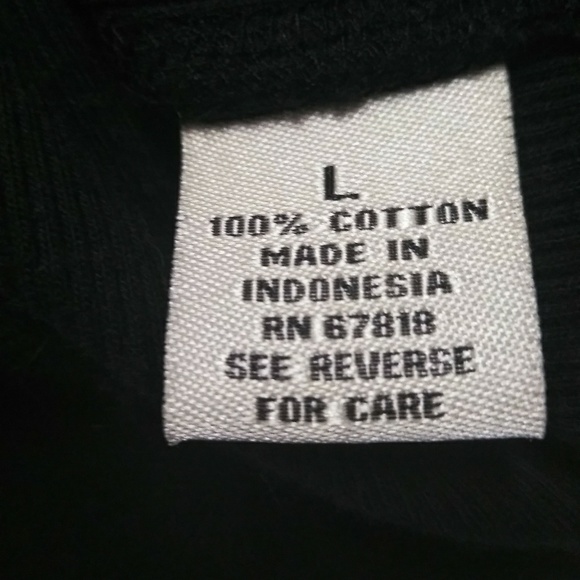 L
100% COTTON
MADE IN
INDONESIA
RN 67818
SEE REVERSE
FOR CARE